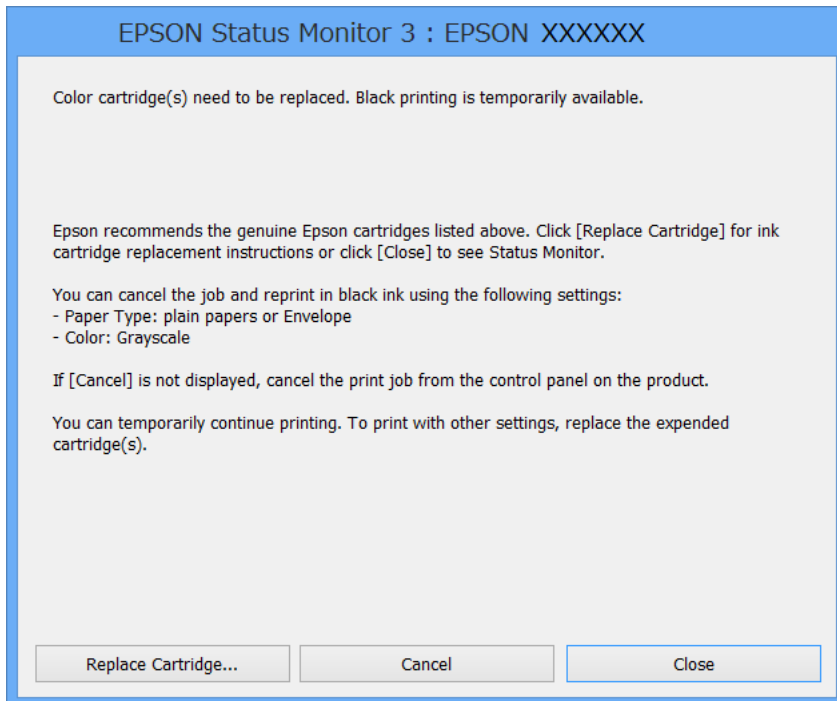 EPSON Status Monitor 3 : EPSON XXXXXX
Color cartridge(s) need to be replaced. Black printing is temporarily available.
Epson recommends the genuine Epson cartridges listed above. Click [Replace Cartridge] for ink
cartridge replacement instructions or click [Close] to see Status Monitor.
You can cancel the job and reprint in black ink using the following settings:
- Paper Type: plain papers or Envelope
- Color: Grayscale
If [Cancel] is not displayed, cancel the print job from the control panel on the product.
You can temporarily continue printing. To print with other settings, replace the expended
cartridge(s).
Replace Cartridge... Cancel Close